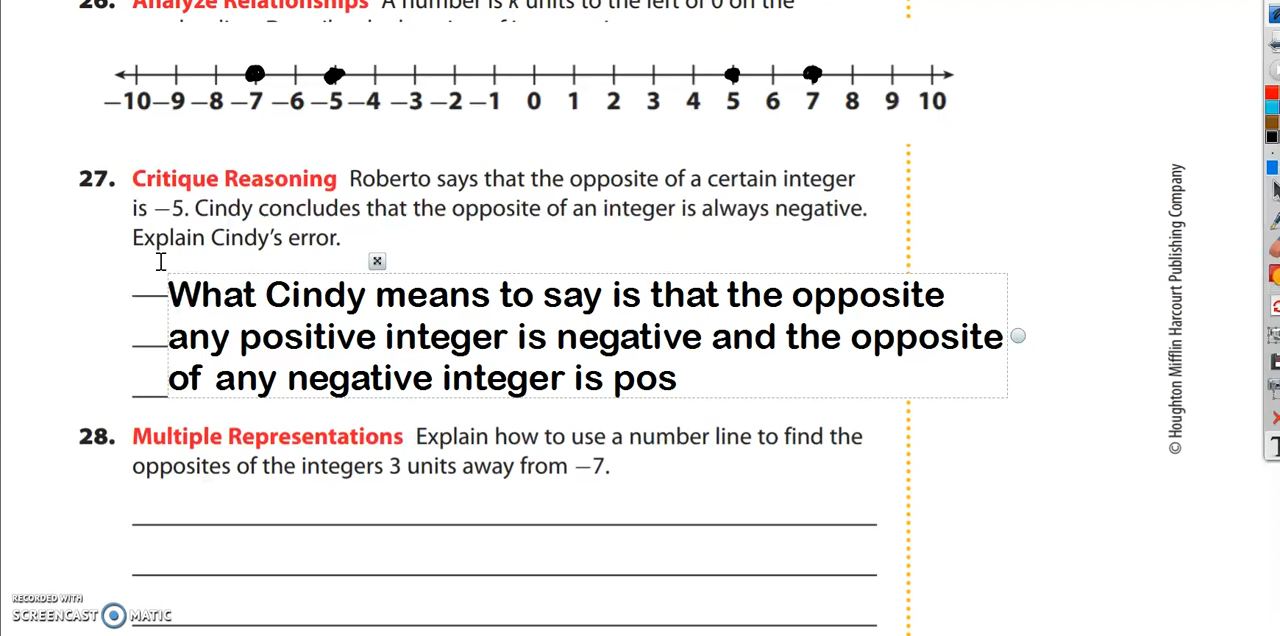 26. Analyze Relationships A number is k units to the left of 0 on the
−10 −9 −8 −7 −6 −5 −4 −3 −2 −1 0 1 2 3 4 5 6 7 8 9 10
27. Critique Reasoning Roberto says that the opposite of a certain integer
is −5. Cindy concludes that the opposite of an integer is always negative.
Explain Cindy's error.
What Cindy means to say is that the opposite
any positive integer is negative and the opposite
of any negative integer is pos
28. Multiple Representations Explain how to use a number line to find the
opposites of the integers 3 units away from −7.
© Houghton Mifflin Harcourt Publishing Company
RECORDED WITH
SCREENCAST MATIC